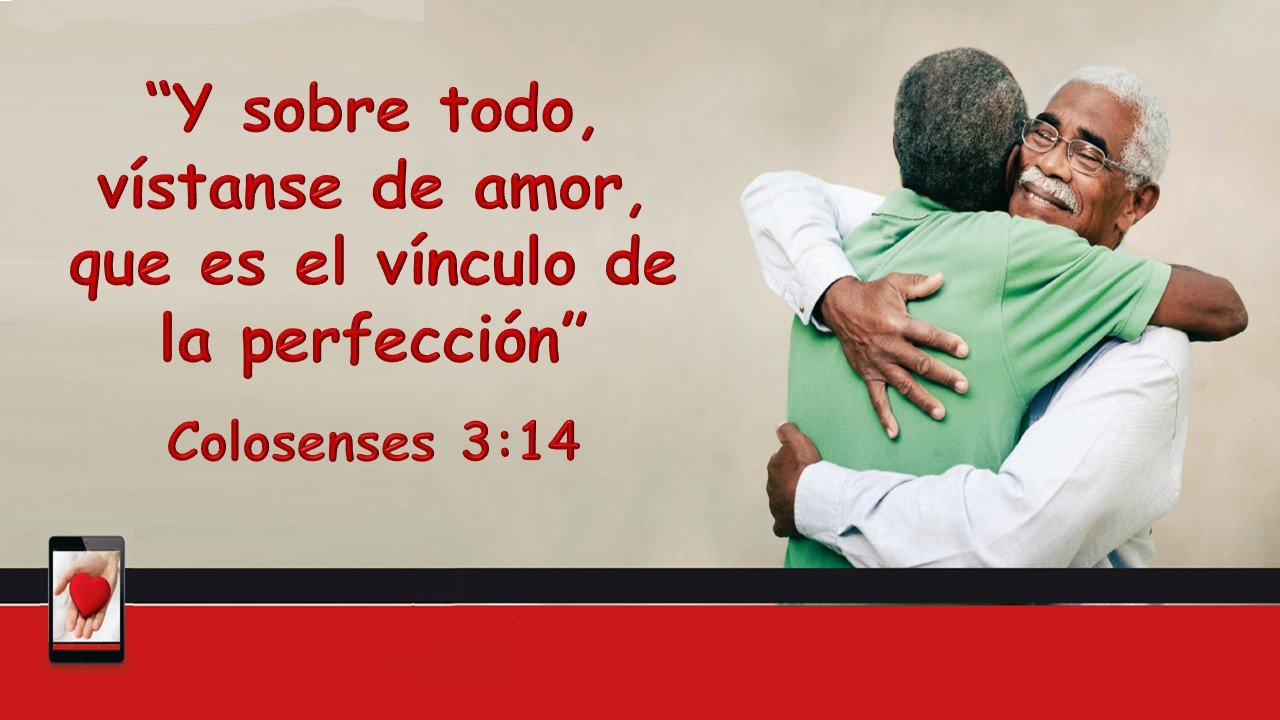 “Y sobre todo,
vístanse de amor,
que es el vínculo de
la perfección”
Colosenses 3:14